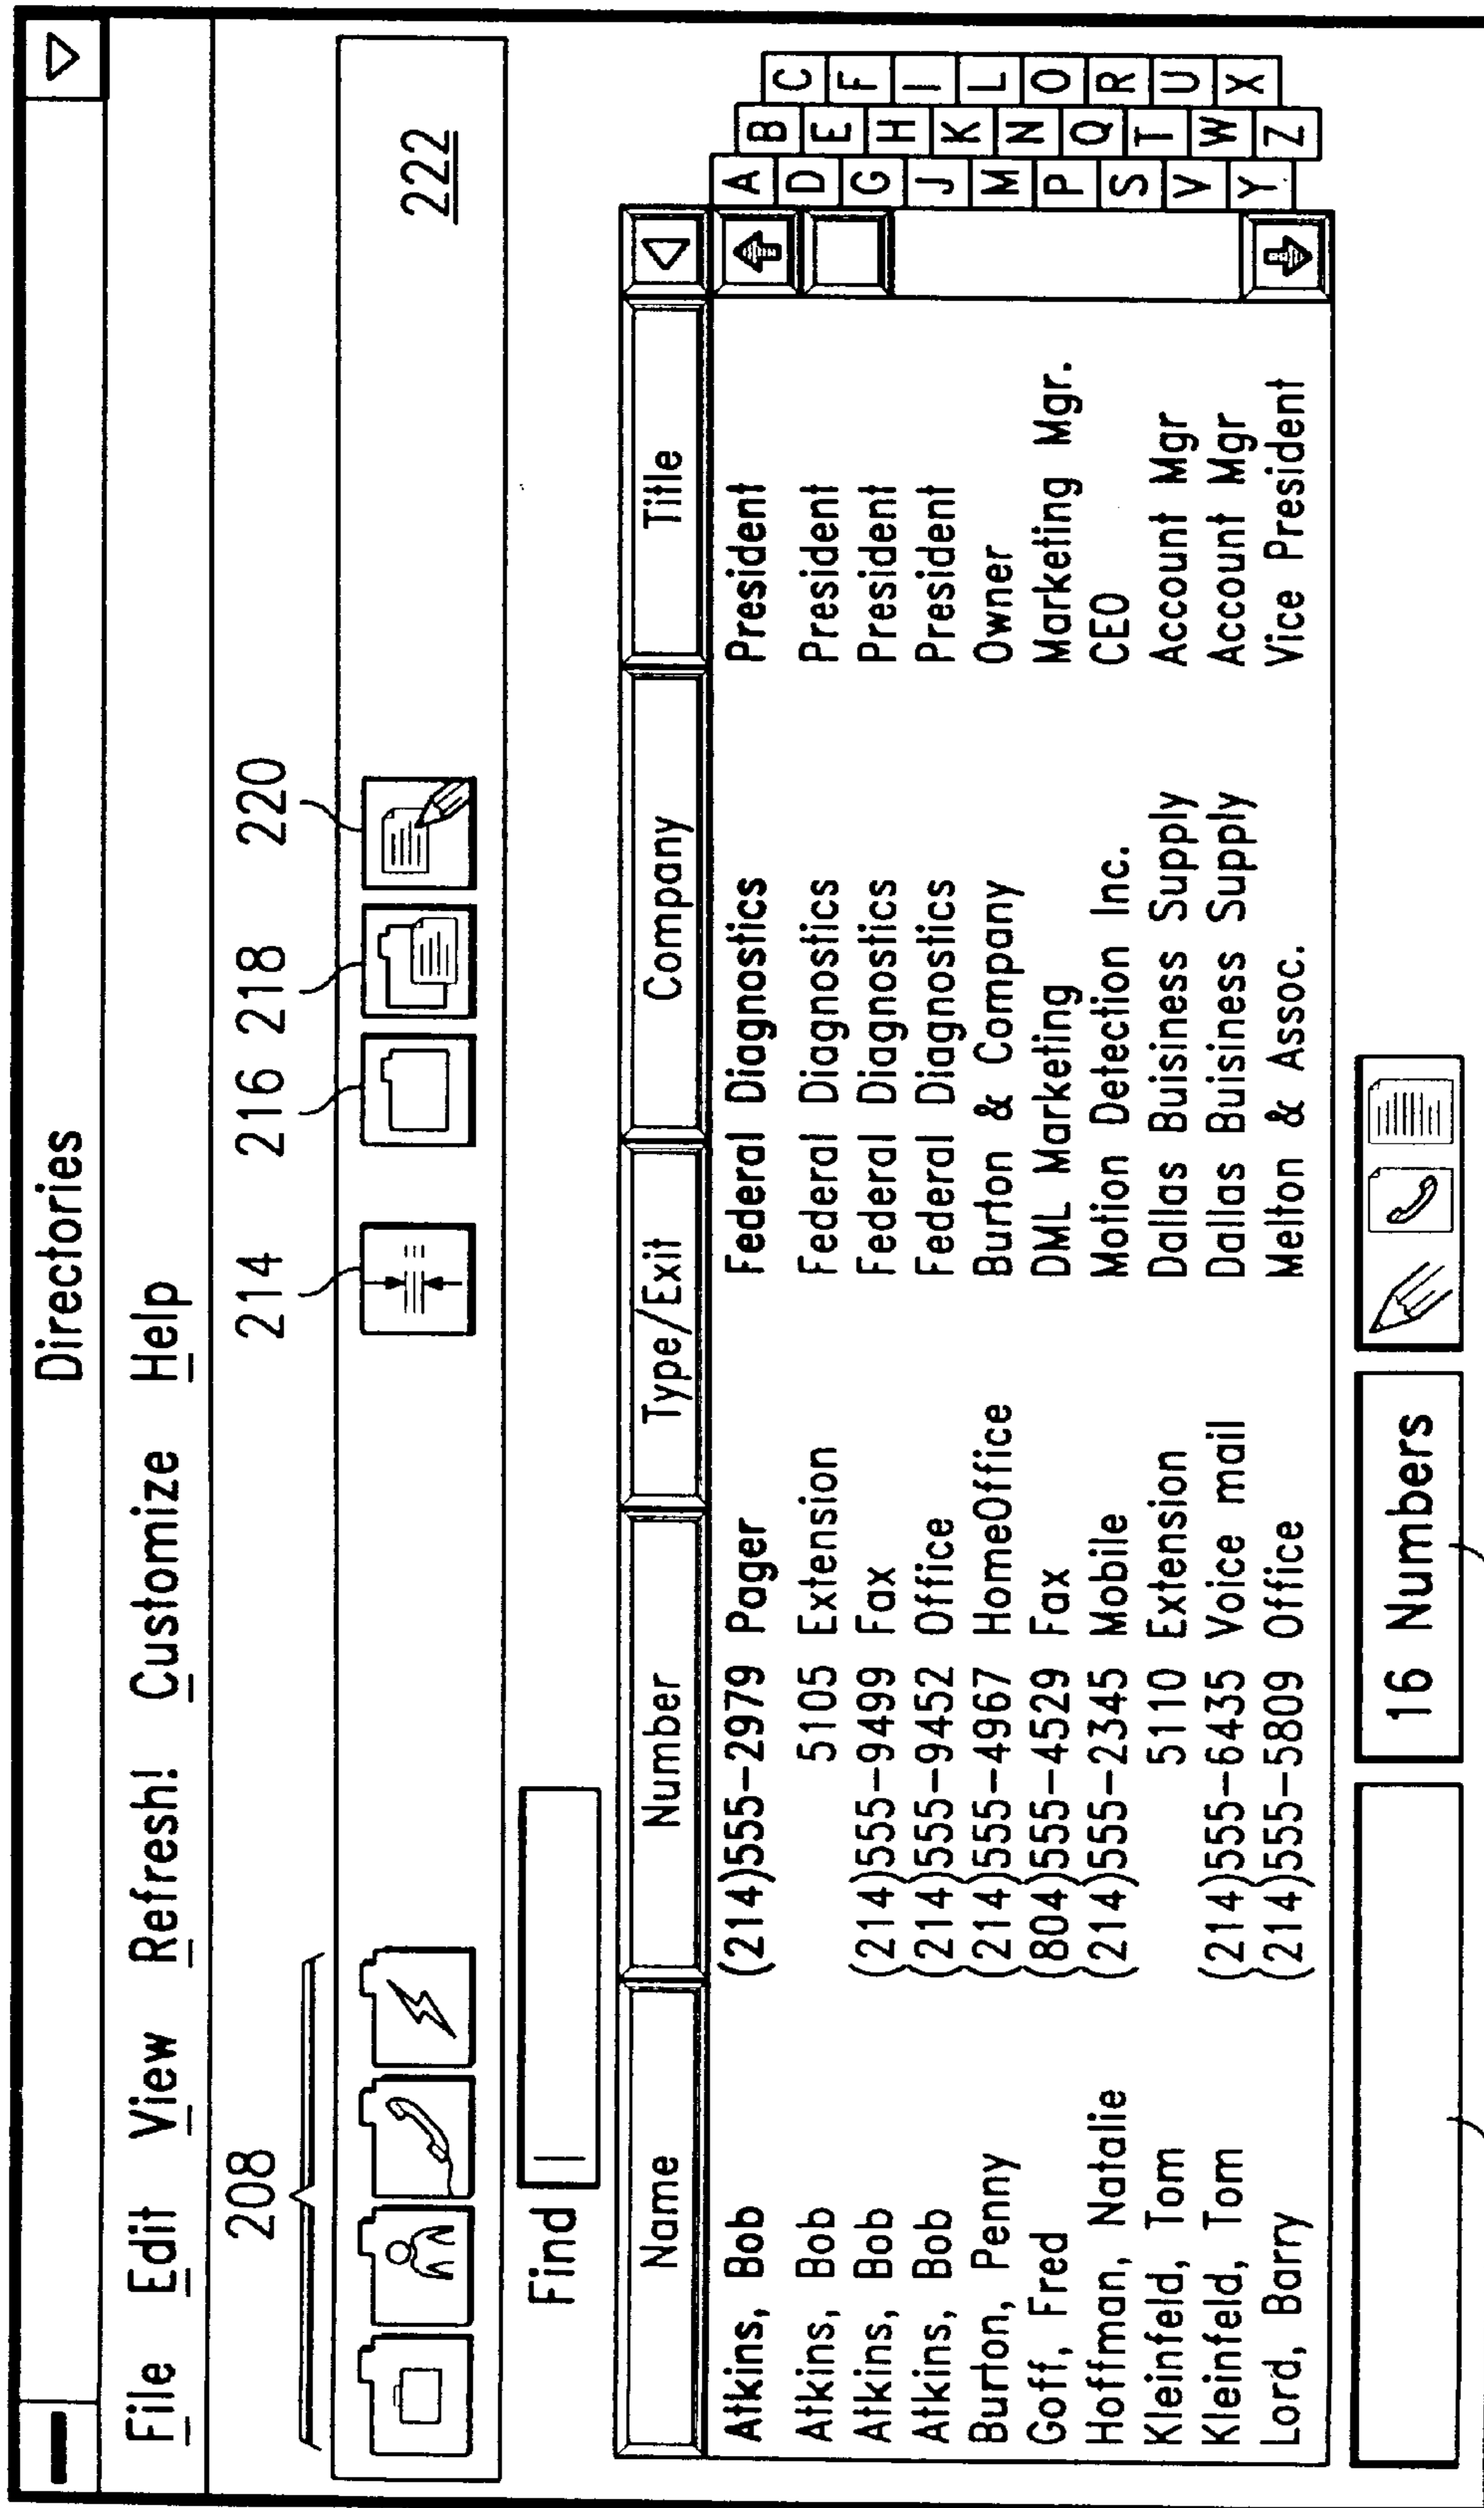 Directories
File Edit View Refresh! Customize Help
208 214 216 218 220
222
Find
Name Number Type/Exit Company Title
Atkins, Bob (214)555-2979 Pager Federal Diagnostics President
Atkins, Bob 5105 Extension Federal Diagnostics President
Atkins, Bob (214)555-9499 Fax Federal Diagnostics President
Atkins, Bob (214)555-9452 Office Federal Diagnostics President
Burton, Penny (214)555-4967 HomeOffice Burton & Company Owner
Goff, Fred (804)555-4529 Fax DML Marketing Marketing Mgr.
Hoffman, Natalie (214)555-2345 Mobile Motion Detection Inc. CEO
Kleinfeld, Tom 5110 Extension Dallas Buisiness Supply Account Mgr
Kleinfeld, Tom (214)555-6435 Voice mail Dallas Buisiness Supply Account Mgr
Lord, Barry (214)555-5809 Office Melton & Assoc. Vice President
A B C
D E F
G H I
J K L
M N O
P Q R
S T U
V W X
Y Z
16 Numbers